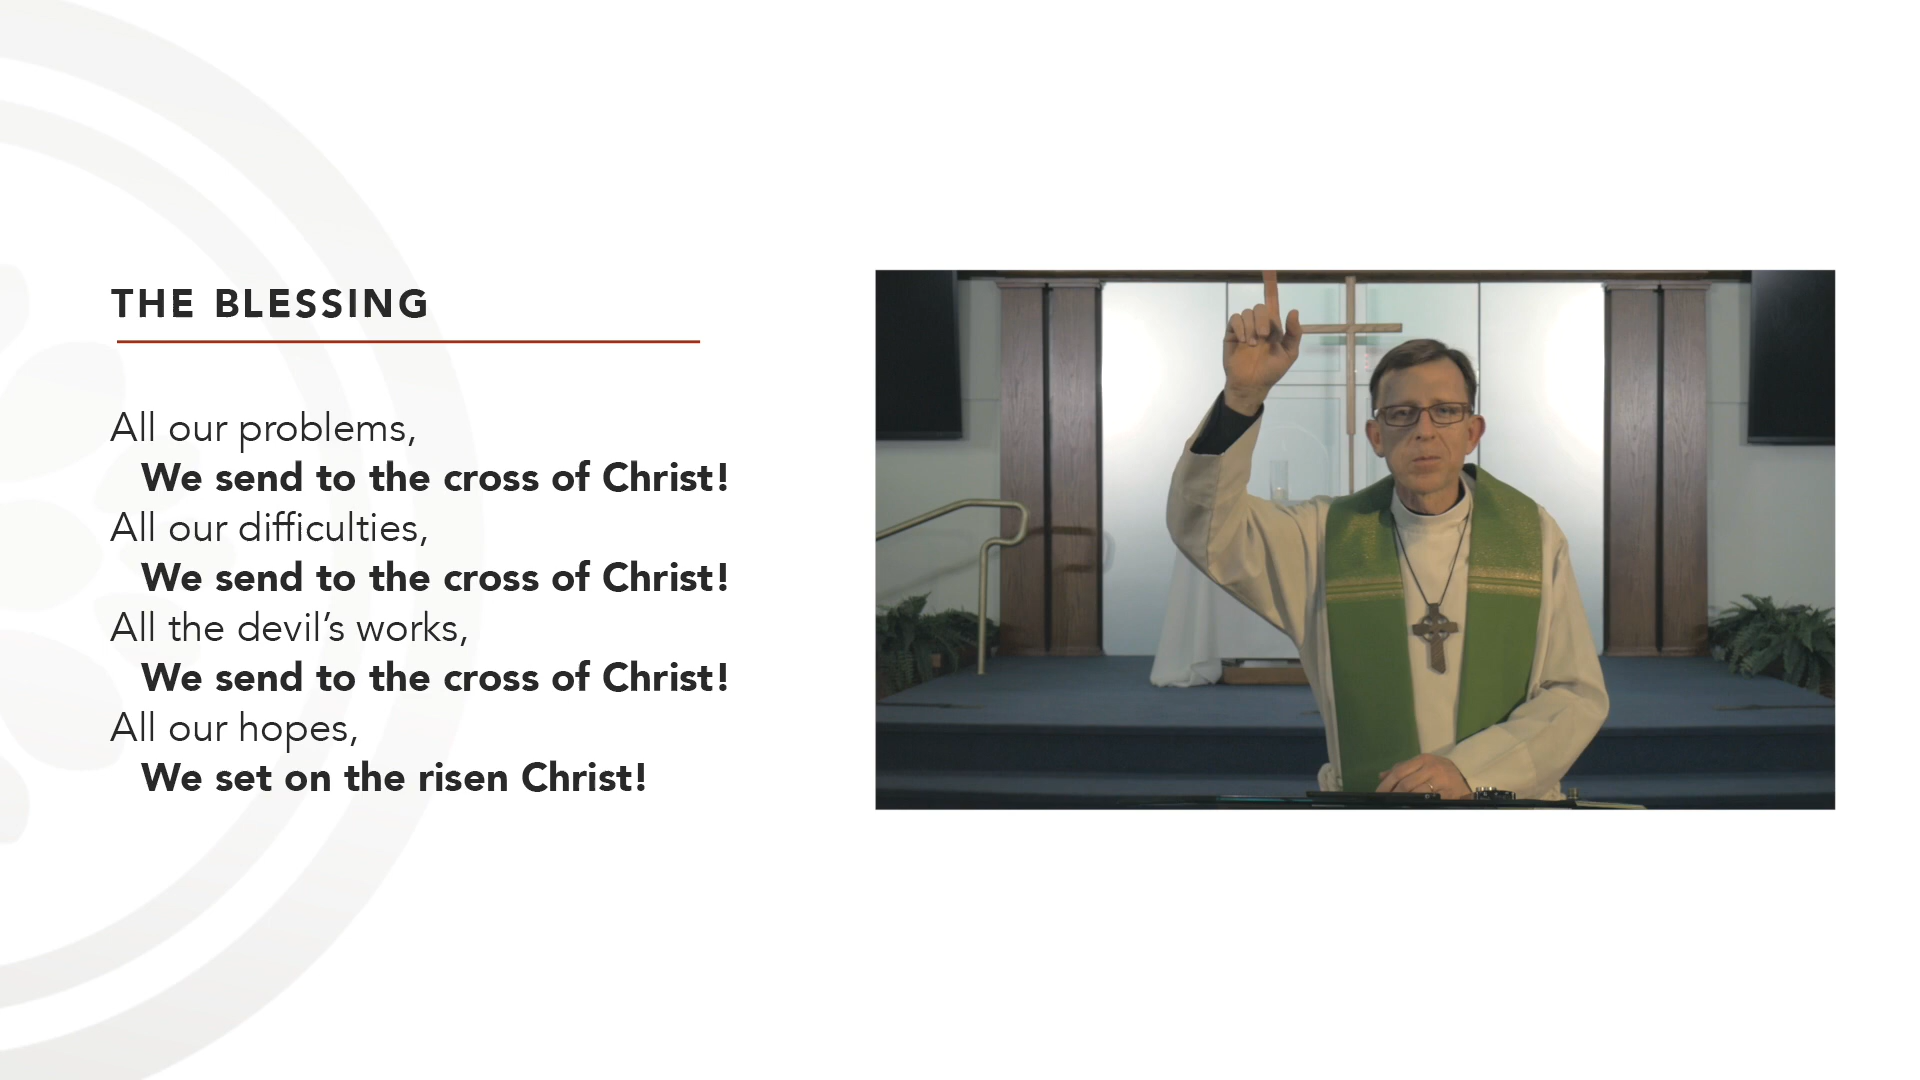 THE BLESSING
All our problems,
We send to the cross of Christ!
All our difficulties,
We send to the cross of Christ!
All the devil’s works,
We send to the cross of Christ!
All our hopes,
We set on the risen Christ!